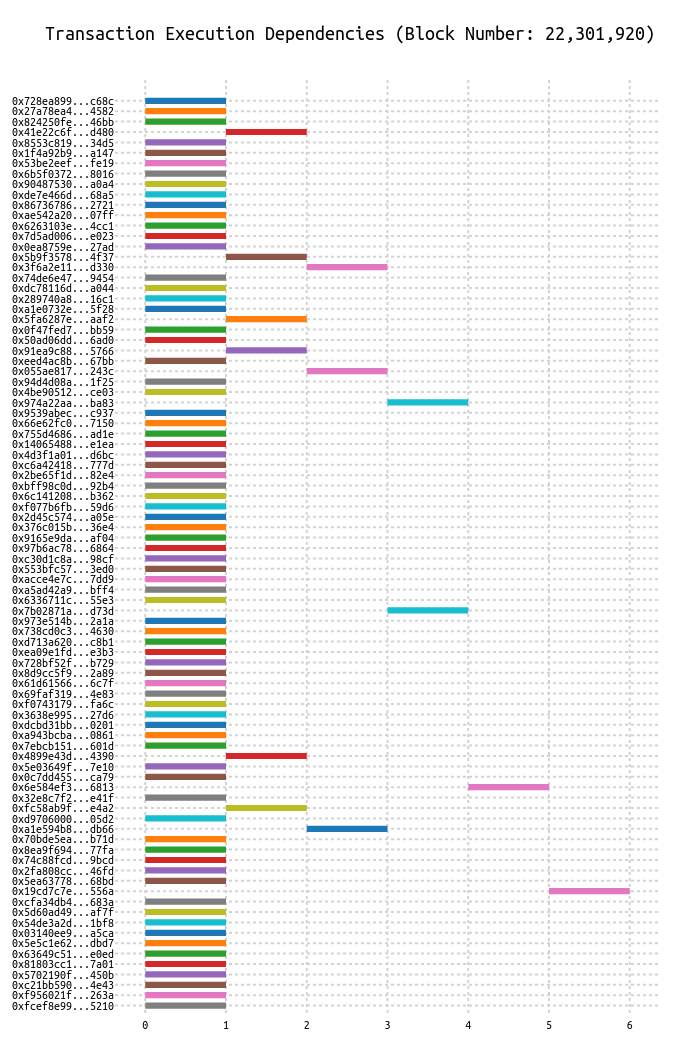 Transaction Execution Dependencies (Block Number: 22,301,920)
0x728ea899...c68c
0x27a78ea4...4582
0x824250fe...46bb
0x41e22c6f...d480
0x8553c819...34d5
0x1f4a92b9...a147
0x53be2eef...fe19
0x6b5f0372...8016
0x90487530...a0a4
0xde7e466d...68a5
0x86736786...2721
0xae542a20...07ff
0x6263103e...4cc1
0x7d5ad006...e023
0x0ea8759e...27ad
0x5b9f3578...4f37
0x3f6a2e11...d330
0x74de6e47...9454
0xdc78116d...a044
0x289740a8...16c1
0xa1e0732e...5f28
0x5fa6287e...aaf2
0x0f47fed7...bb59
0x50ad06dd...6ad0
0x91ea9c88...5766
0xeed4ac8b...67bb
0x055ae817...243c
0x94d4d08a...1f25
0x4be90512...ce03
0x974a22aa...ba83
0x9539abec...c937
0x66e62fc0...7150
0x755d4686...ad1e
0x14065488...e1ea
0x4d3f1a01...d6bc
0xc6a42418...777d
0x2be65f1d...82e4
0xbff98c0d...92b4
0x6c141208...b362
0xf077b6fb...59d6
0x2d45c574...a05e
0x376c015b...36e4
0x9165e9da...af04
0x97b6ac78...6864
0xc30d1c8a...98cf
0x553bfc57...3ed0
0xacce4e7c...7dd9
0xa5ad42a9...bff4
0x6336711c...55e3
0x7b02871a...d73d
0x973e514b...2a1a
0x738cd0c3...4630
0xd713a620...c8b1
0xea09e1fd...e3b3
0x728bf52f...b729
0x8d9cc5f9...2a89
0x61d61566...6c7f
0x69faf319...4e83
0xf0743179...fa6c
0x3638e995...27d6
0xdcbd31bb...0201
0xa943bcba...0861
0x7ebcb151...601d
0x4899e43d...4390
0x5e03649f...7e10
0x0c7dd455...ca79
0x6e584ef3...6813
0x32e8c7f2...e41f
0xfc58ab9f...e4a2
0xd9706000...05d2
0xa1e594b8...db66
0x70bde5ea...b71d
0x8ea9f694...77fa
0x74c88fcd...9bcd
0x2fa808cc...46fd
0x5ea63778...68bd
0x19cd7c7e...556a
0xcfa34db4...683a
0x5d60ad49...af7f
0x54de3a2d...1bf8
0x03140ee9...a5ca
0x5e5c1e62...dbd7
0x63649c51...e0ed
0x81803cc1...7a01
0x5702190f...450b
0xc21bb590...4e43
0xf956021f...263a
0xfcef8e99...5210
0 1 2 3 4 5 6